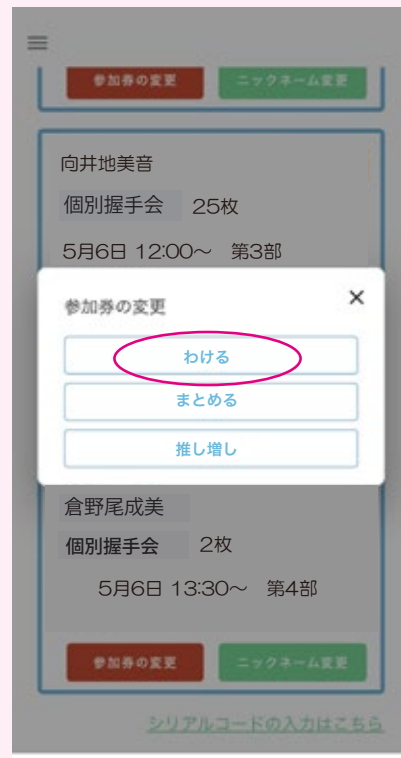 参加券の変更 ニックネーム変更
向井地美音
個別握手会 25枚
5月6日 12:00〜 第3部
参加券の変更 ×
わける
まとめる
推し増し
倉野尾成美
個別握手会 2枚
5月6日 13:30〜 第4部
参加券の変更 ニックネーム変更
シリアルコードの入力はこちら